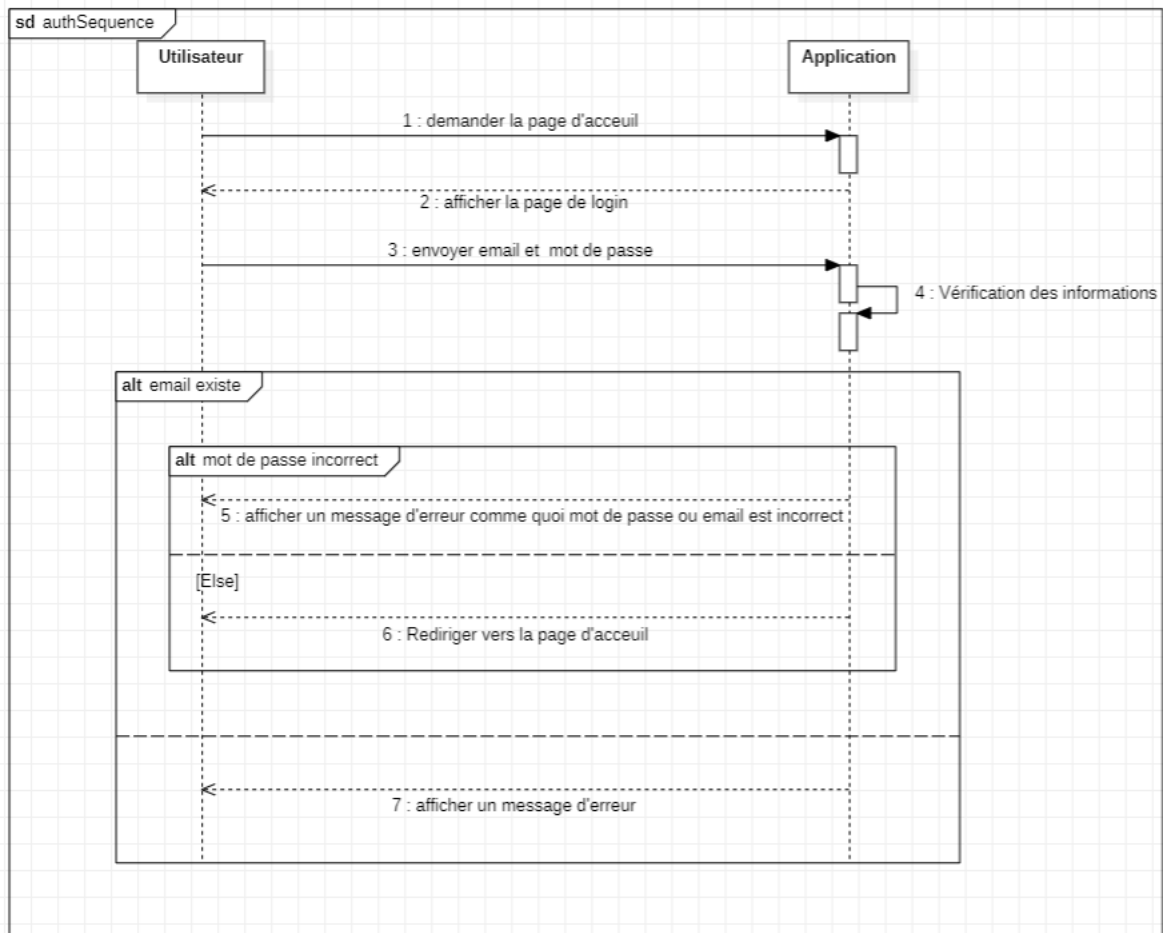 sd authSequence
Utilisateur
Application
1 : demander la page d'acceuil
2 : afficher la page de login
3 : envoyer email et  mot de passe
4 : Vérification des informations
alt email existe
alt mot de passe incorrect
5 : afficher un message d'erreur comme quoi mot de passe ou email est incorrect
[Else]
6 : Rediriger vers la page d'acceuil
7 : afficher un message d'erreur